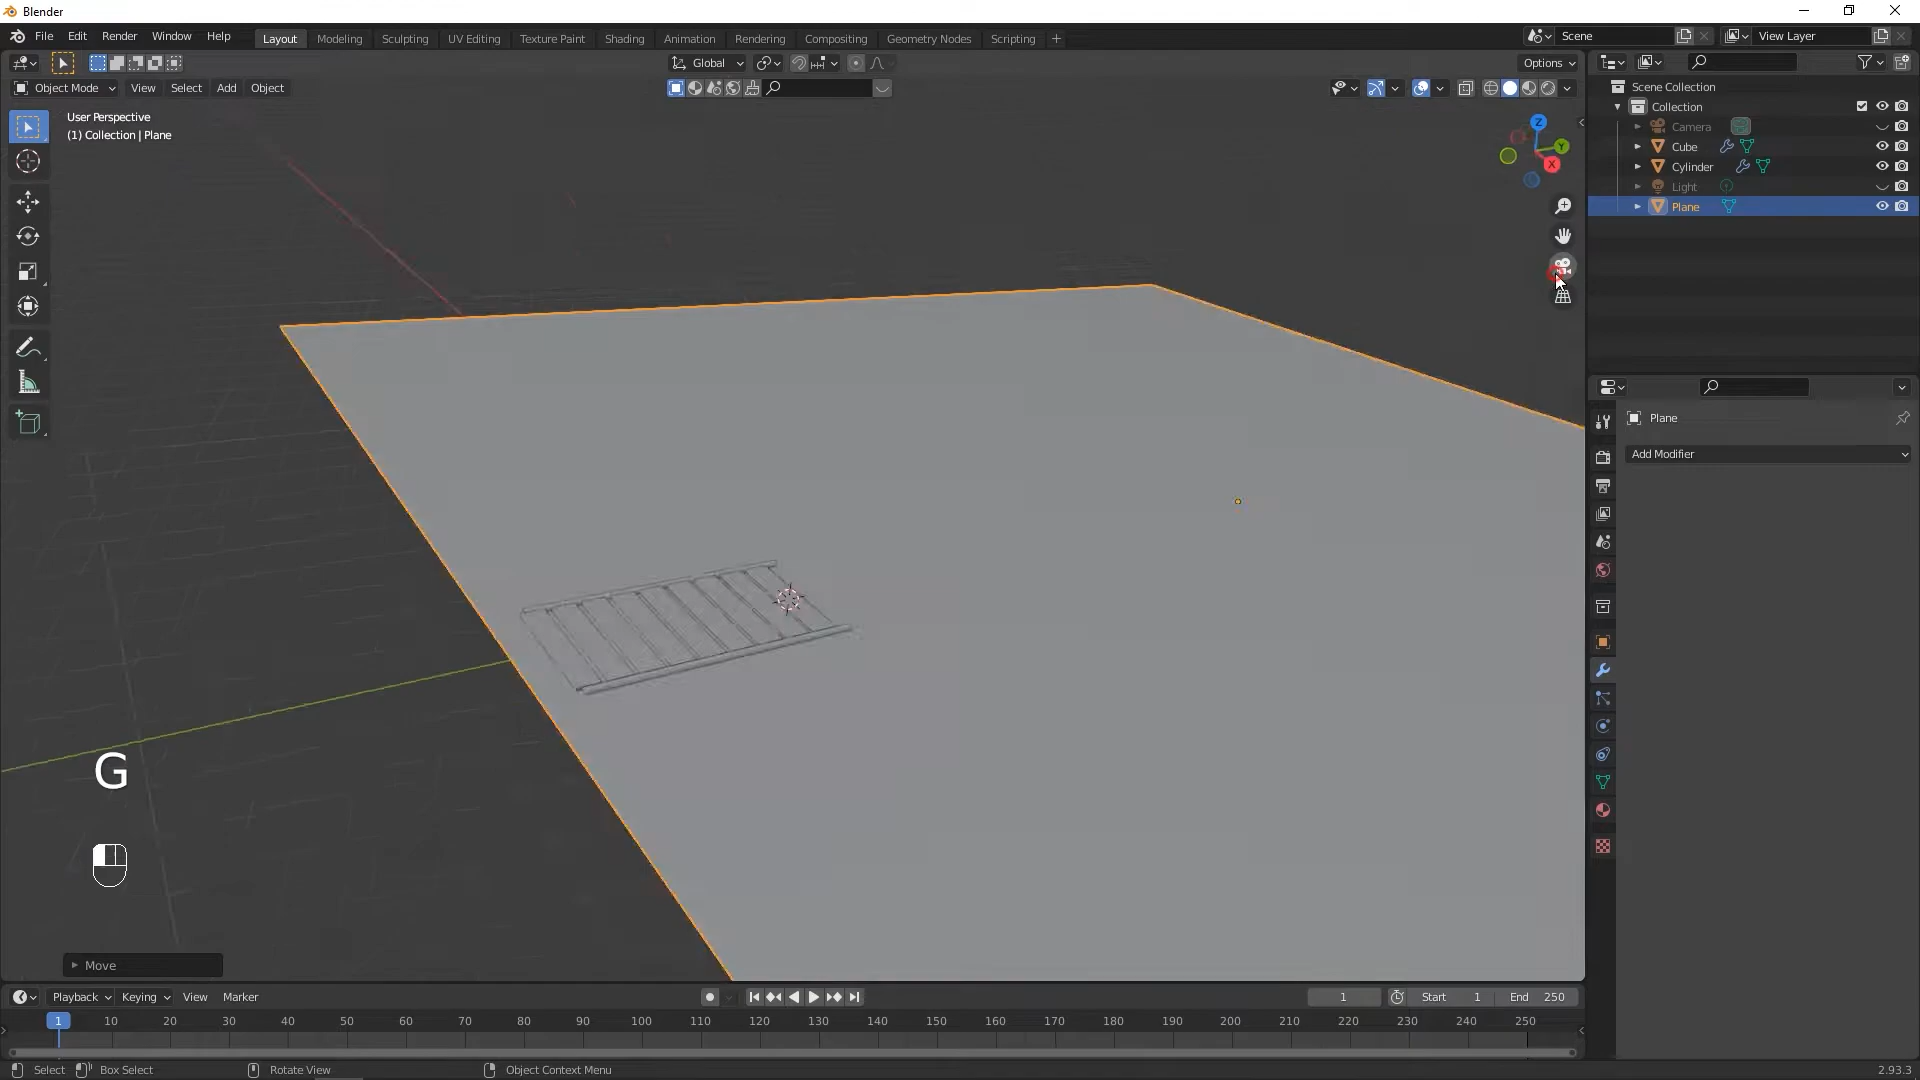 Blender
File Edit Render Window Help
Layout Modeling Sculpting UV Editing Texture Paint Shading Animation Rendering Compositing Geometry Nodes Scripting +
Scene
View Layer
Global
Options
Object Mode View Select Add Object
User Perspective
(1) Collection | Plane
Z
Y
X
Scene Collection
Collection
Camera
Cube
Cylinder
Light
Plane
Plane
Add Modifier
G
Move
Playback Keying View Marker
1
Start 1
End 250
1 10 20 30 40 50 60 70 80 90 100 110 120 130 140 150 160 170 180 190 200 210 220 230 240 250
Select Box Select Rotate View Object Context Menu
2.93.3